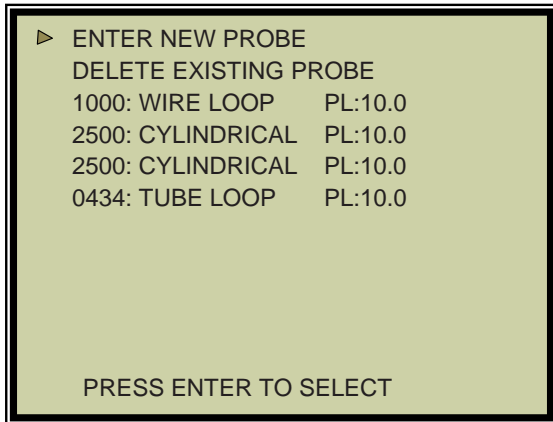 ENTER NEW PROBE
DELETE EXISTING PROBE
1000: WIRE LOOP PL:10.0
2500: CYLINDRICAL PL:10.0
2500: CYLINDRICAL PL:10.0
0434: TUBE LOOP PL:10.0
PRESS ENTER TO SELECT